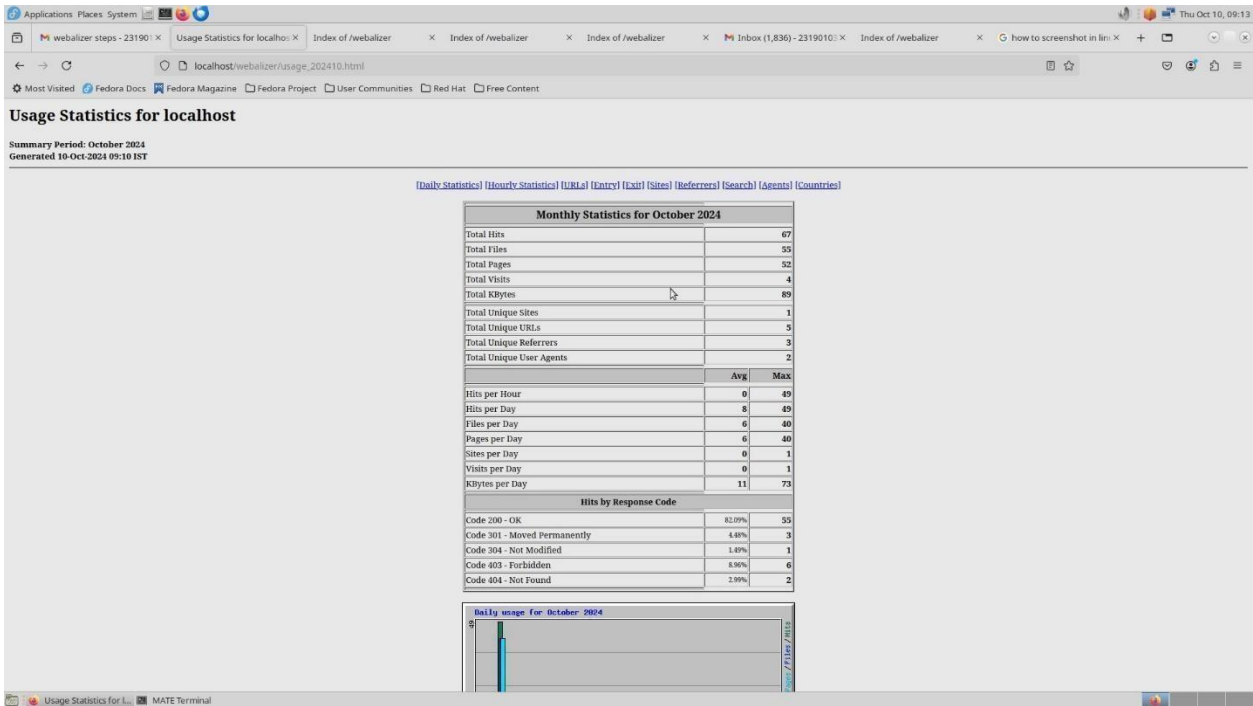 Applications Places System
Thu Oct 10, 09:13
webalizer steps - 23190
Usage Statistics for localhos
Index of /webalizer
Index of /webalizer
Index of /webalizer
Inbox (1,836) - 2319010
Index of /webalizer
how to screenshot in lin
localhost/webalizer/usage_202410.html
Most Visited Fedora Docs Fedora Magazine Fedora Project User Communities Red Hat Free Content
Usage Statistics for localhost
Summary Period: October 2024
Generated 10-Oct-2024 09:10 IST
[Daily Statistics] [Hourly Statistics] [URLs] [Entry] [Exit] [Sites] [Referrers] [Search] [Agents] [Countries]
Monthly Statistics for October 2024
Total Hits 67
Total Files 55
Total Pages 52
Total Visits 4
Total KBytes 89
Total Unique Sites 1
Total Unique URLs 5
Total Unique Referrers 3
Total Unique User Agents 2
Avg Max
Hits per Hour 0 49
Hits per Day 8 49
Files per Day 6 40
Pages per Day 6 40
Sites per Day 0 1
Visits per Day 0 1
KBytes per Day 11 73
Hits by Response Code
Code 200 - OK 82.09% 55
Code 301 - Moved Permanently 4.48% 3
Code 304 - Not Modified 1.49% 1
Code 403 - Forbidden 8.96% 6
Code 404 - Not Found 2.99% 2
Daily usage for October 2024
49
Pages / Files / Hits
Usage Statistics for l... MATE Terminal